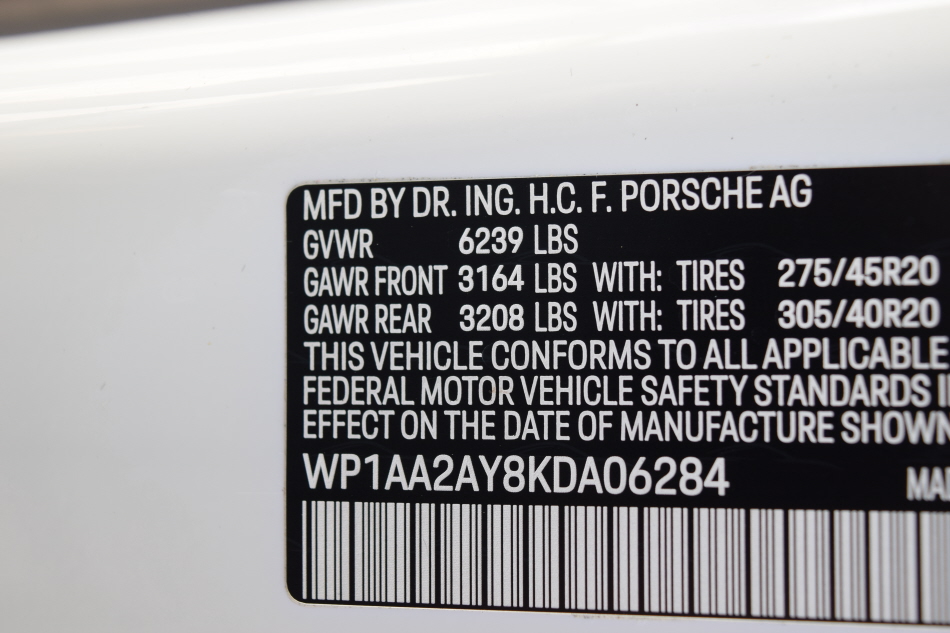 MFD BY DR. ING. H.C. F. PORSCHE AG
GVWR 6239 LBS
GAWR FRONT 3164 LBS WITH: TIRES 275/45R20
GAWR REAR 3208 LBS WITH: TIRES 305/40R20
THIS VEHICLE CONFORMS TO ALL APPLICABLE
FEDERAL MOTOR VEHICLE SAFETY STANDARDS
EFFECT ON THE DATE OF MANUFACTURE SHOWN
WP1AA2AY8KDA06284